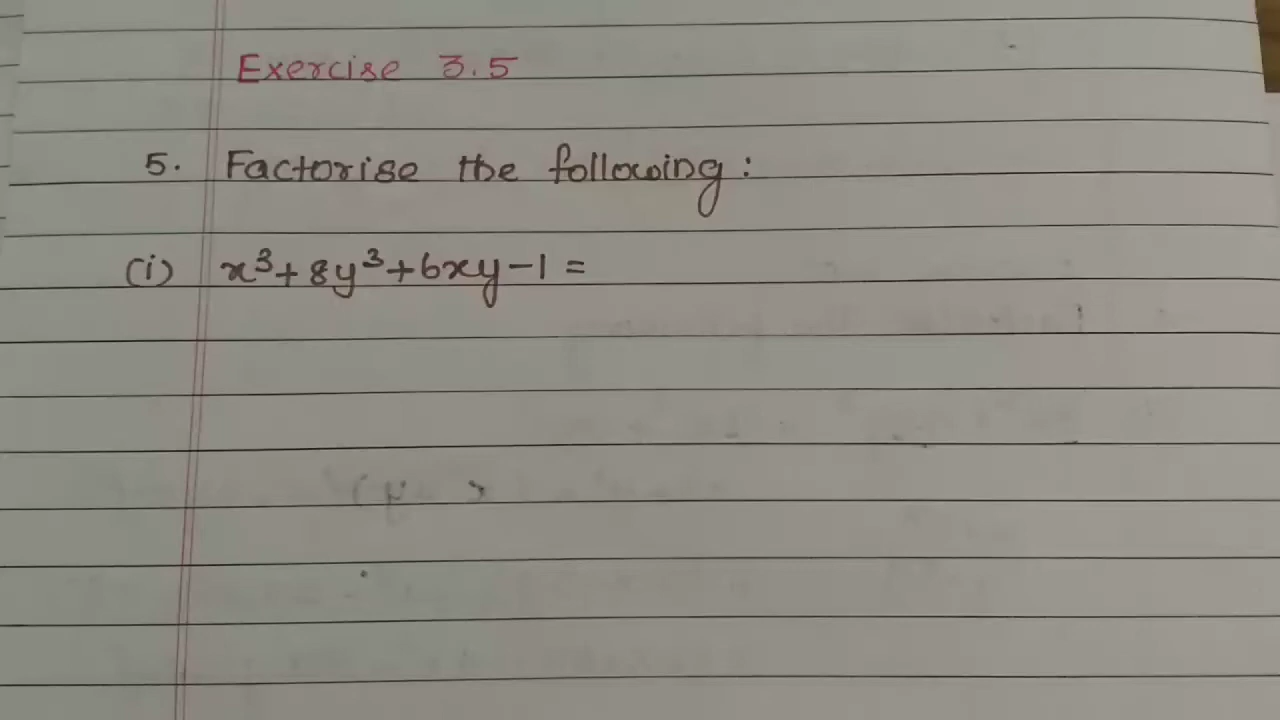 Exercise 3.5
5. Factorise the following:
(i) x³+8y³+6xy-1=